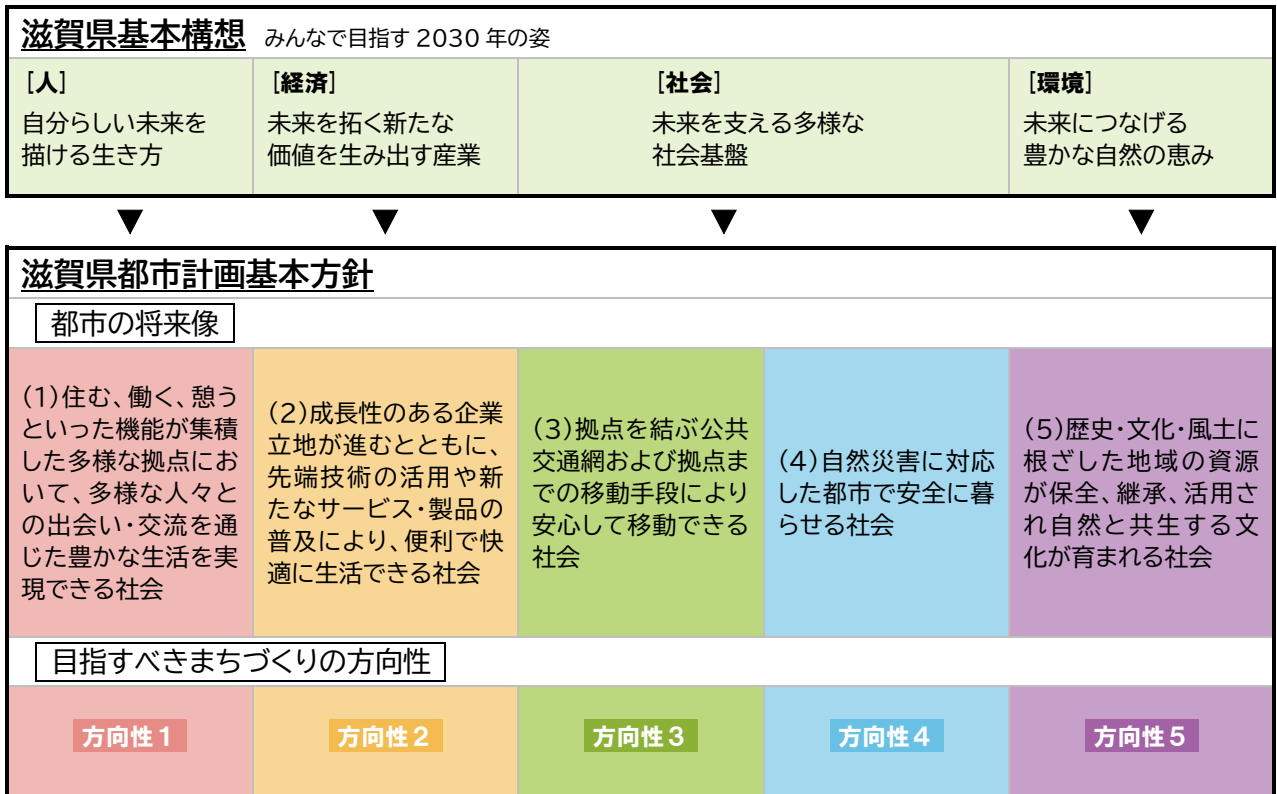 滋賀県基本構想 みんなで目指す 2030 年の姿
[人]
自分らしい未来を
描ける生き方
[経済]
未来を拓く新たな
価値を生み出す産業
[社会]
未来を支える多様な
社会基盤
[環境]
未来につなげる
豊かな自然の恵み
▼ ▼ ▼ ▼
滋賀県都市計画基本方針
都市の将来像
(1)住む、働く、憩う
といった機能が集積
した多様な拠点にお
いて、多様な人々と
の出会い・交流を通
じた豊かな生活を実
現できる社会
(2)成長性のある企業
立地が進むとともに、
先端技術の活用や新
たなサービス・製品の
普及により、便利で快
適に生活できる社会
(3)拠点を結ぶ公共
交通網および拠点ま
での移動手段により
安心して移動できる
社会
(4)自然災害に対応
した都市で安全に暮
らせる社会
(5)歴史・文化・風土に
根ざした地域の資源
が保全、継承、活用さ
れ自然と共生する文
化が育まれる社会
目指すべきまちづくりの方向性
方向性1
方向性2
方向性3
方向性4
方向性5